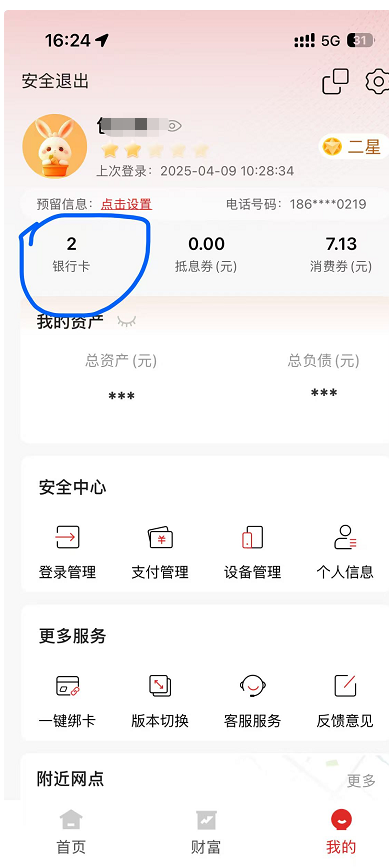 16:24 5G 31
安全退出
二星
上次登录：2025-04-09 10:28:34
预留信息：点击设置 电话号码：186****0219
2 0.00 7.13
银行卡 抵息券(元) 消费券(元)
我的资产
总资产(元) 总负债(元)
*** ***
安全中心
登录管理 支付管理 设备管理 个人信息
更多服务
一键绑卡 版本切换 客服服务 反馈意见
附近网点 更多
首页 财富 我的